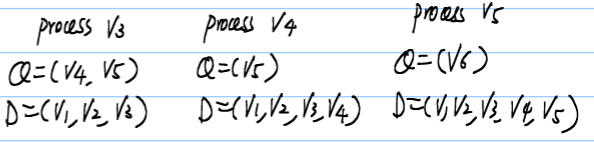 process V3 process V4 process V5
Q=(V4, V5) Q=(V5) Q=(V6)
D=(V1, V2, V3) D=(V1, V2, V3, V4) D=(V1, V2, V3, V4, V5)